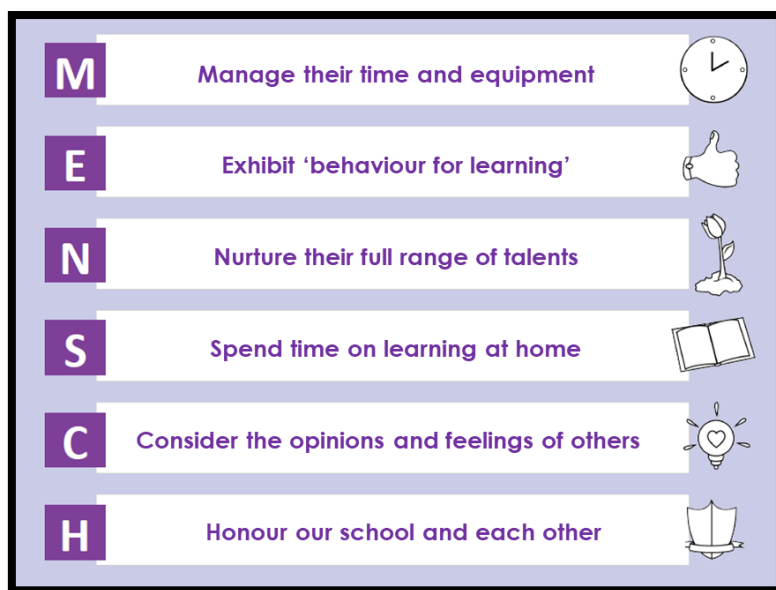 M Manage their time and equipment
E Exhibit ‘behaviour for learning’
N Nurture their full range of talents
S Spend time on learning at home
C Consider the opinions and feelings of others
H Honour our school and each other